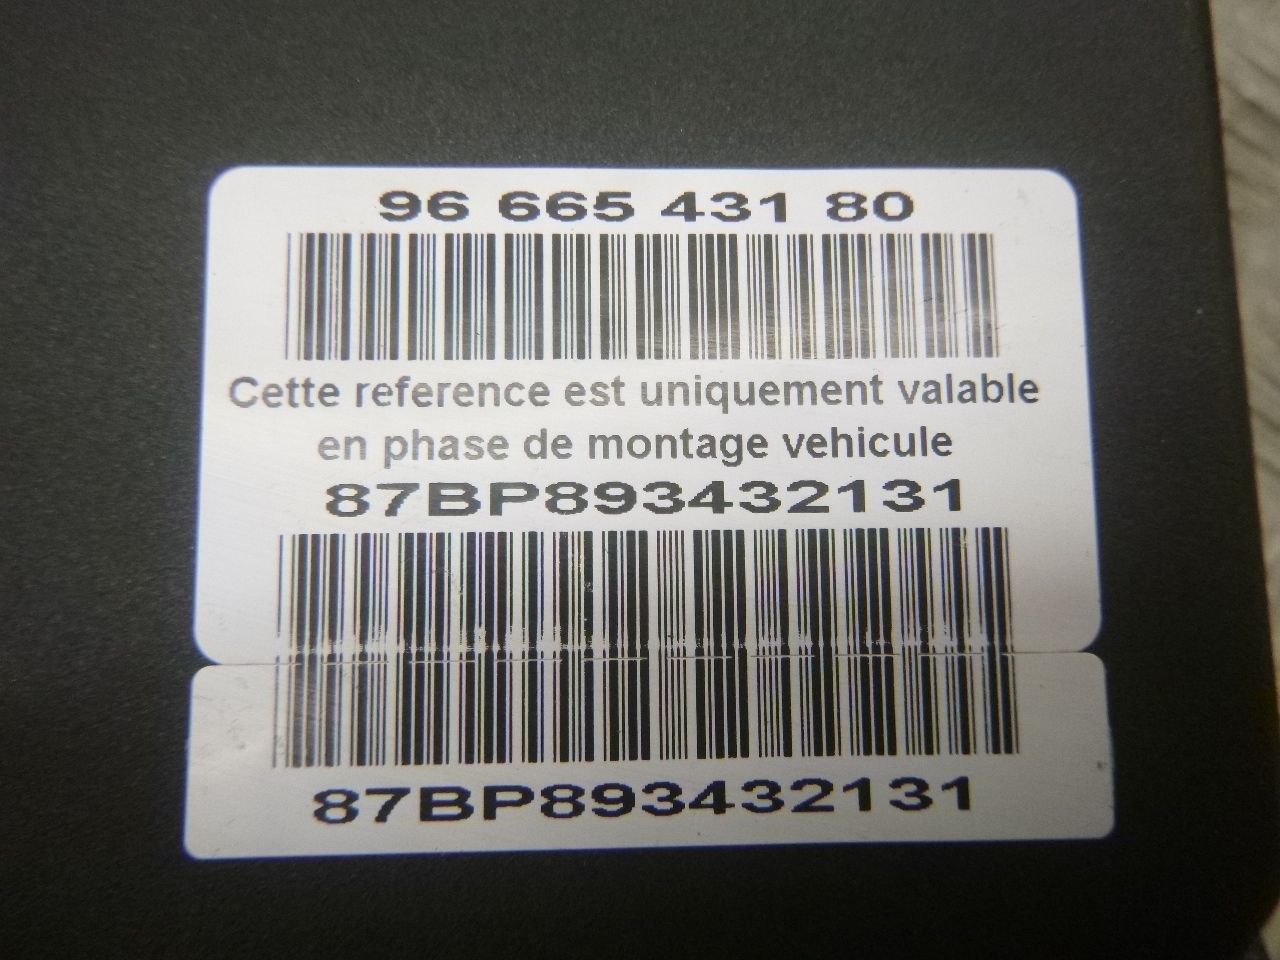 96 665 431 80
Cette reference est uniquement valable
en phase de montage vehicule
87BP893432131
87BP893432131